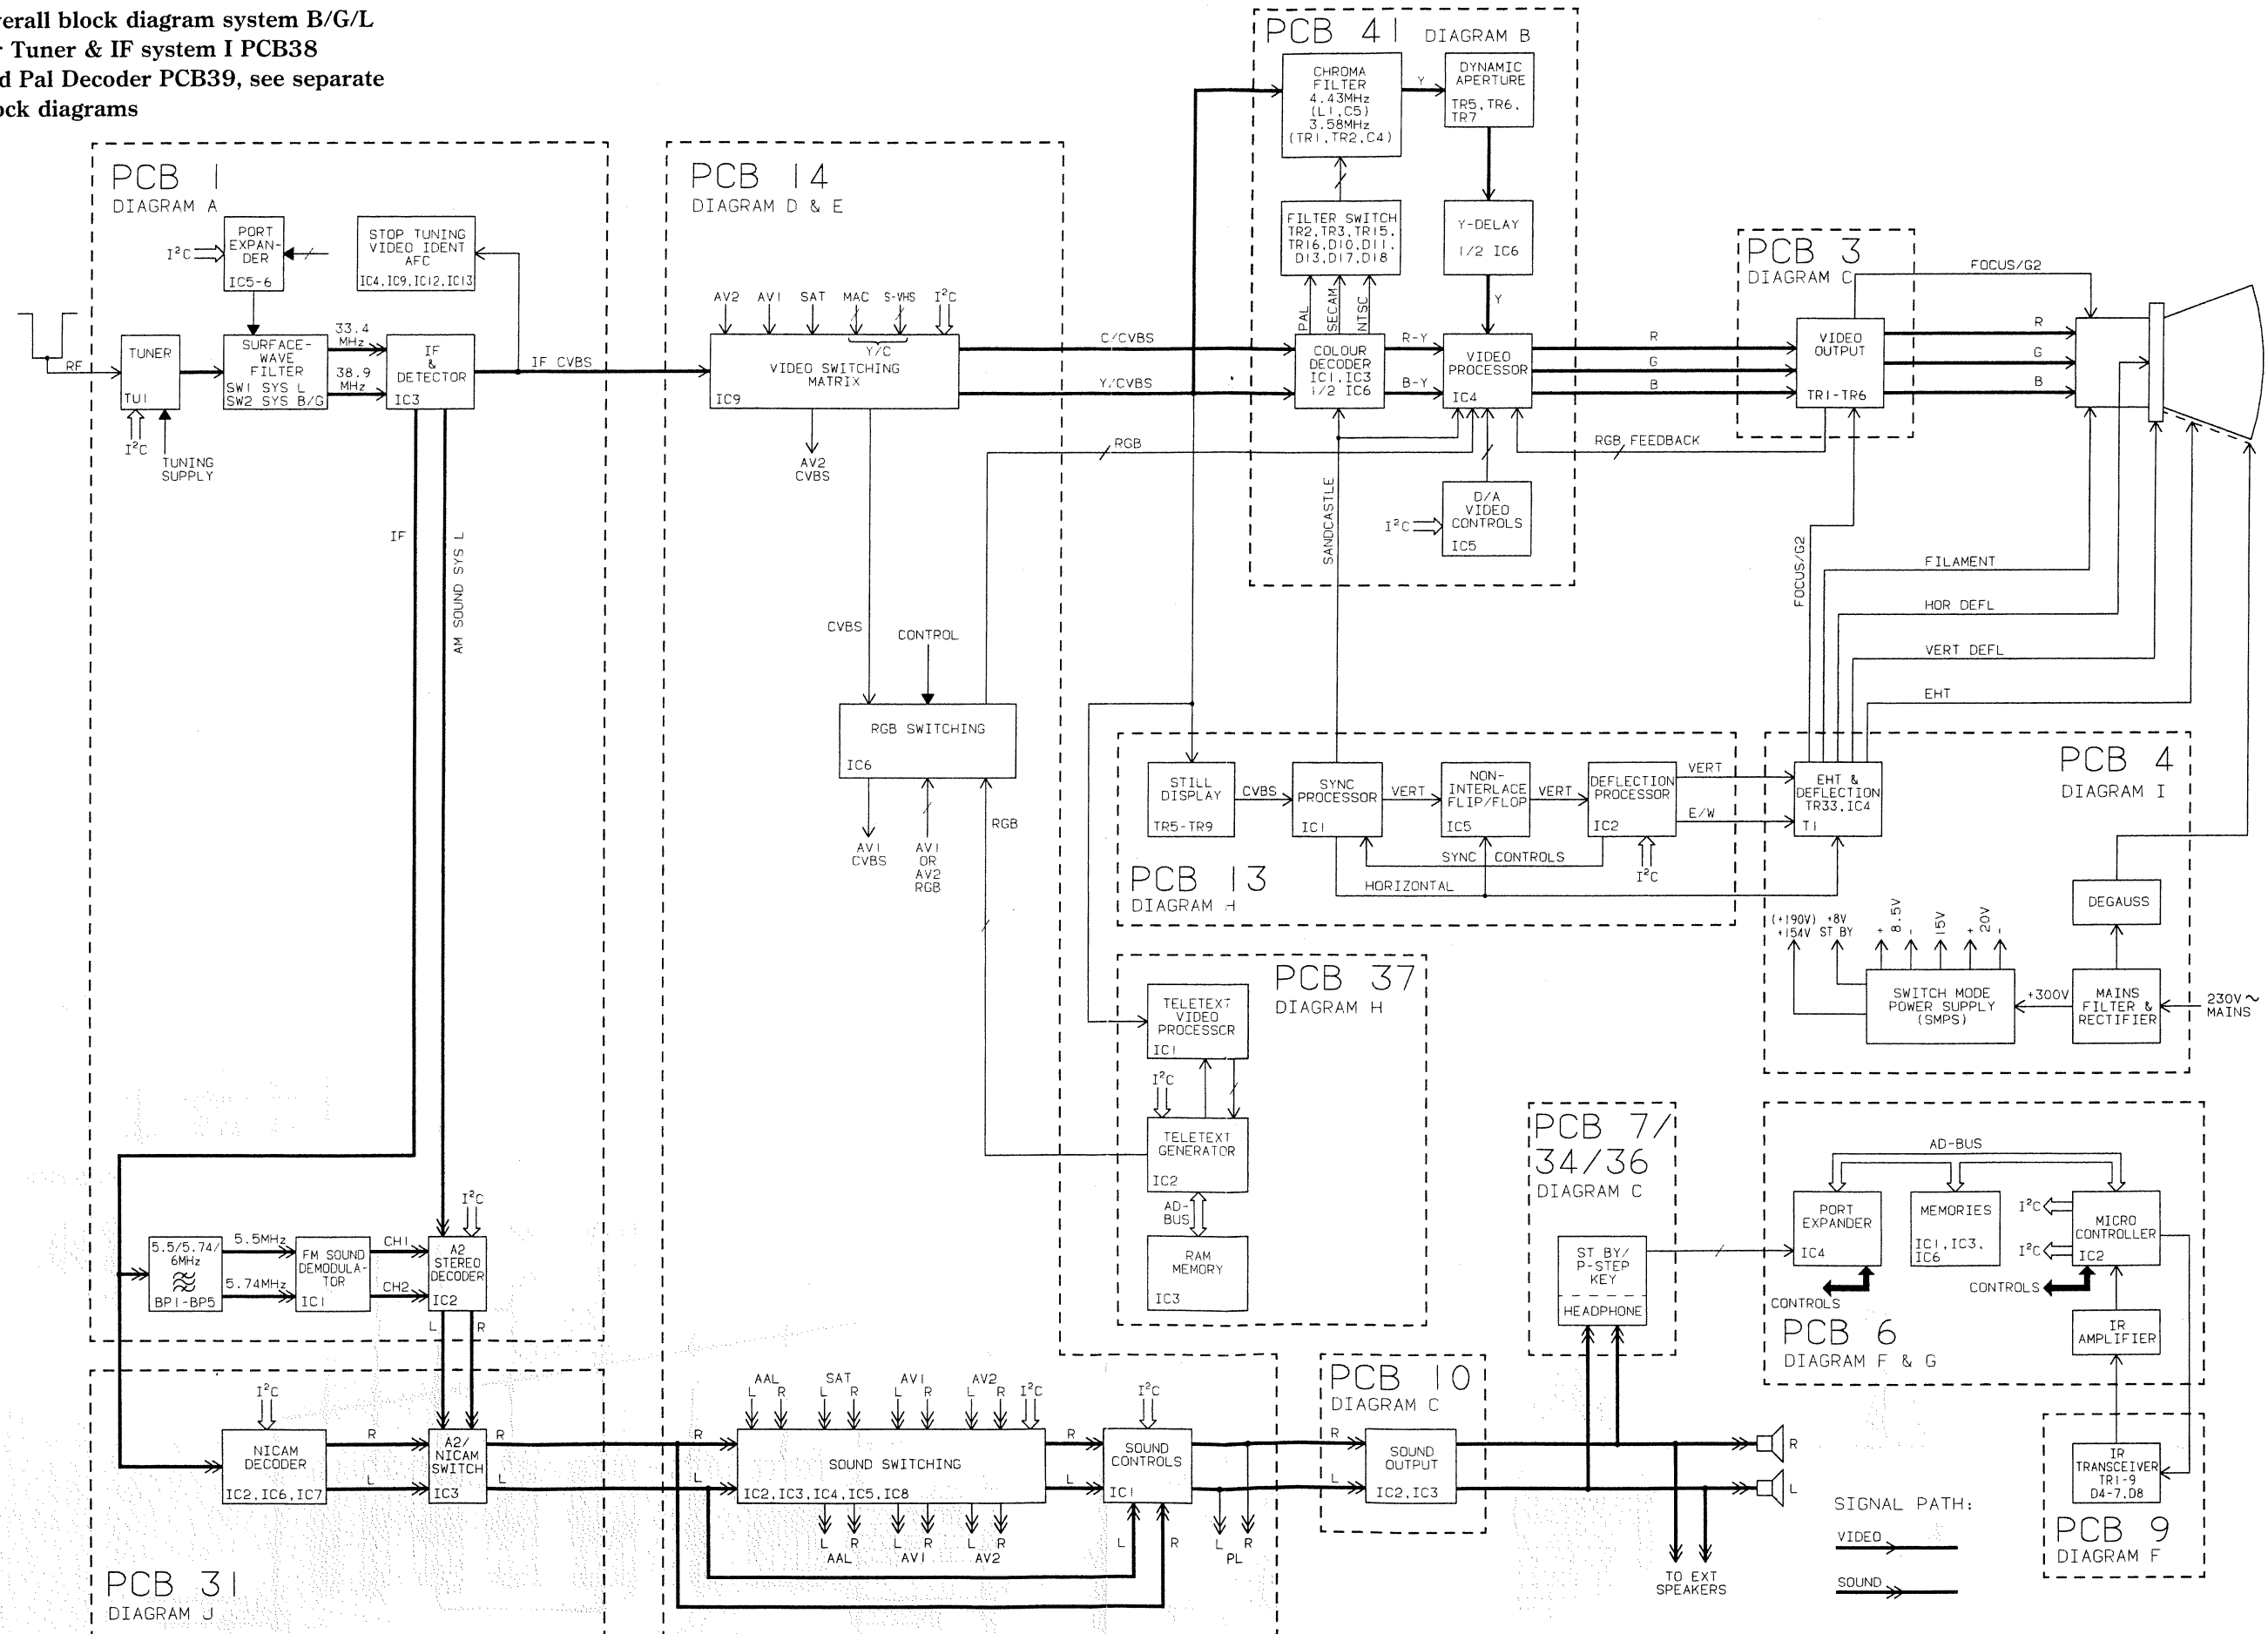 verall block diagram system B/G/L
r Tuner & IF system I PCB38
d Pal Decoder PCB39, see separate
ock diagrams
PCB 1
DIAGRAM A
I²C
PORT
EXPAN-
DER
IC5-6
STOP TUNING
VIDEO IDENT
AFC
IC4,IC9,IC12,IC13
RF
TUNER
TU1
I²C
TUNING
SUPPLY
SURFACE-
WAVE
FILTER
SW1 SYS L
SW2 SYS B/G
33.4
MHz
38.9
MHz
IF
&
DETECTOR
IC3
IF CVBS
IF
AM SOUND SYS L
5.5/5.74/
6MHz
BP1-BP5
5.5MHz
5.74MHz
FM SOUND
DEMODULA-
TOR
IC1
CH1
CH2
I²C
A2
STEREO
DECODER
IC2
L
R
PCB 31
DIAGRAM J
I²C
NICAM
DECODER
IC2,IC6,IC7
R
L
A2/
NICAM
SWITCH
IC3
R
L
PCB 14
DIAGRAM D & E
AV2
AV1
SAT
MAC
S-VHS
I²C
Y/C
VIDEO SWITCHING
MATRIX
IC9
AV2
CVBS
C/CVBS
Y/CVBS
CVBS
CONTROL
RGB SWITCHING
IC6
AV1
CVBS
AV1
OR
AV2
RGB
RGB
RGB
AAL
L R
SAT
L R
AV1
L R
AV2
L R
I²C
R
L
SOUND SWITCHING
IC2,IC3,IC4,IC5,IC8
L R
AAL
L R
AV1
L R
AV2
R
L
I²C
SOUND
CONTROLS
IC1
L
R
L R
PL
PCB 41
DIAGRAM B
CHROMA
FILTER
4.43MHz
(L1,C5)
3.58MHz
(TR1,TR2,C4)
Y
DYNAMIC
APERTURE
TR5,TR6,
TR7
FILTER SWITCH
TR2,TR3,TR15,
TR16,D10,D11,
D13,D17,D18
Y-DELAY
1/2 IC6
PAL
SECAM
NTSC
Y
COLOUR
DECODER
IC1,IC3
1/2 IC6
R-Y
B-Y
VIDEO
PROCESSOR
IC4
R
G
B
RGB FEEDBACK
SANDCASTLE
I²C
D/A
VIDEO
CONTROLS
IC5
PCB 3
DIAGRAM C
VIDEO
OUTPUT
TR1-TR6
FOCUS/G2
R
G
B
FOCUS/G2
FILAMENT
HOR DEFL
VERT DEFL
EHT
PCB 13
DIAGRAM H
STILL
DISPLAY
TR5-TR9
CVBS
SYNC
PROCESSOR
IC1
VERT
NON-
INTERLACE
FLIP/FLOP
IC5
VERT
DEFLECTION
PROCESSOR
IC2
VERT
E/W
SYNC CONTROLS
I²C
HORIZONTAL
PCB 4
DIAGRAM I
EHT &
DEFLECTION
TR33,IC4
T1
DEGAUSS
(+190V)
+154V
+8V
ST BY
+
8.5V
-
15V
+
20V
-
SWITCH MODE
POWER SUPPLY
(SMPS)
+300V
MAINS
FILTER &
RECTIFIER
230V~
MAINS
PCB 37
DIAGRAM H
TELETEXT
VIDEO
PROCESSOR
IC1
I²C
TELETEXT
GENERATOR
IC2
AD-
BUS
RAM
MEMORY
IC3
PCB 7/
34/36
DIAGRAM C
ST BY/
P-STEP
KEY
HEADPHONE
AD-BUS
PORT
EXPANDER
IC4
CONTROLS
MEMORIES
IC1,IC3,
IC6
I²C
I²C
MICRO
CONTROLLER
IC2
CONTROLS
IR
AMPLIFIER
PCB 6
DIAGRAM F & G
PCB 10
DIAGRAM C
R
L
SOUND
OUTPUT
IC2,IC3
R
L
TO EXT
SPEAKERS
IR
TRANSCEIVER
TR1-9
D4-7,D8
PCB 9
DIAGRAM F
SIGNAL PATH:
VIDEO
SOUND